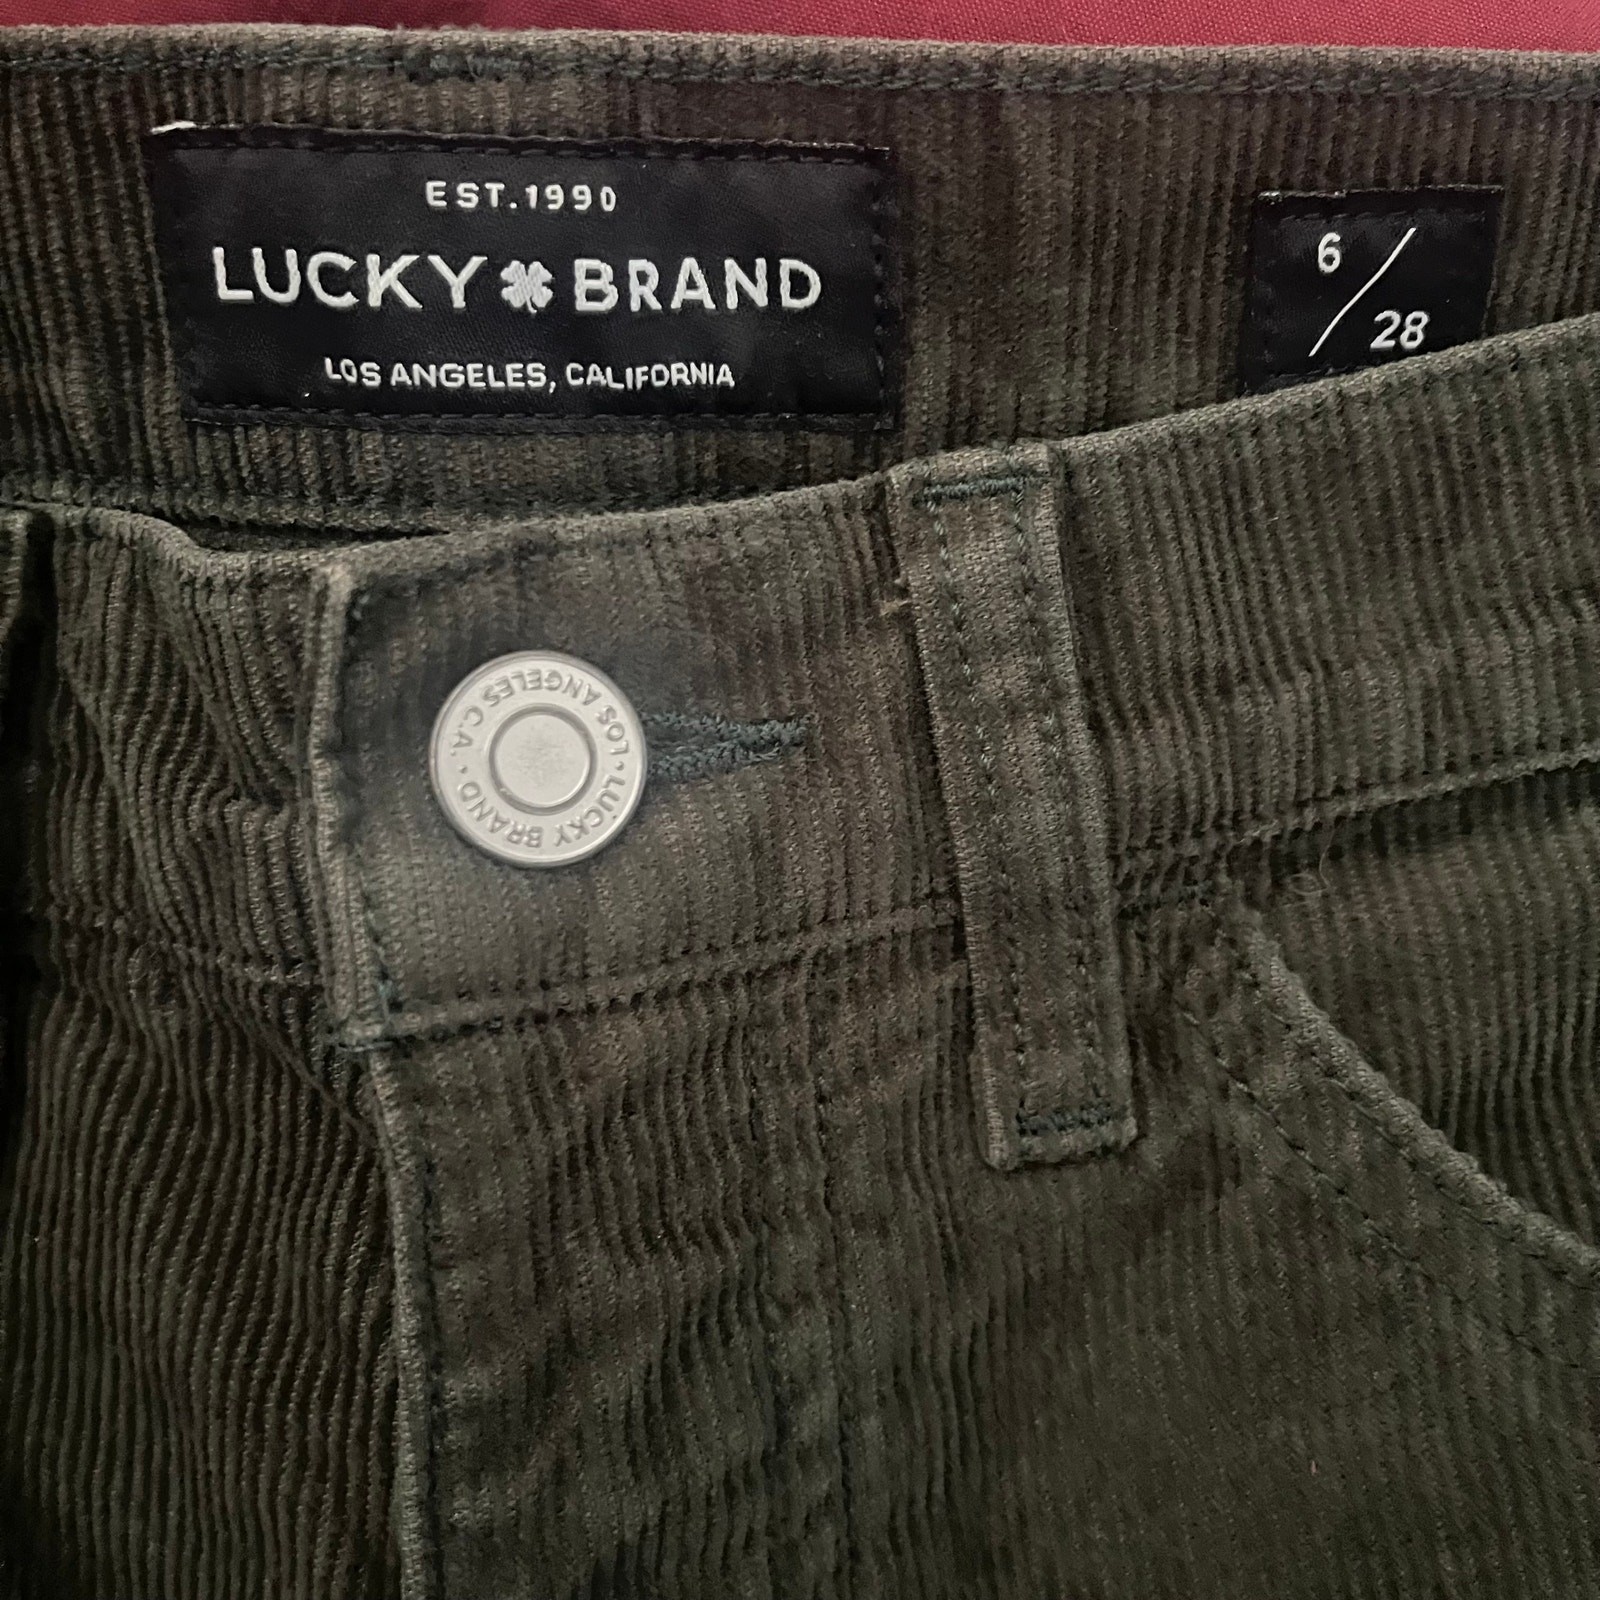 EST.1990
LUCKY BRAND
LOS ANGELES, CALIFORNIA
6/28
LUCKY BRAND · LOS ANGELES C.A. ·